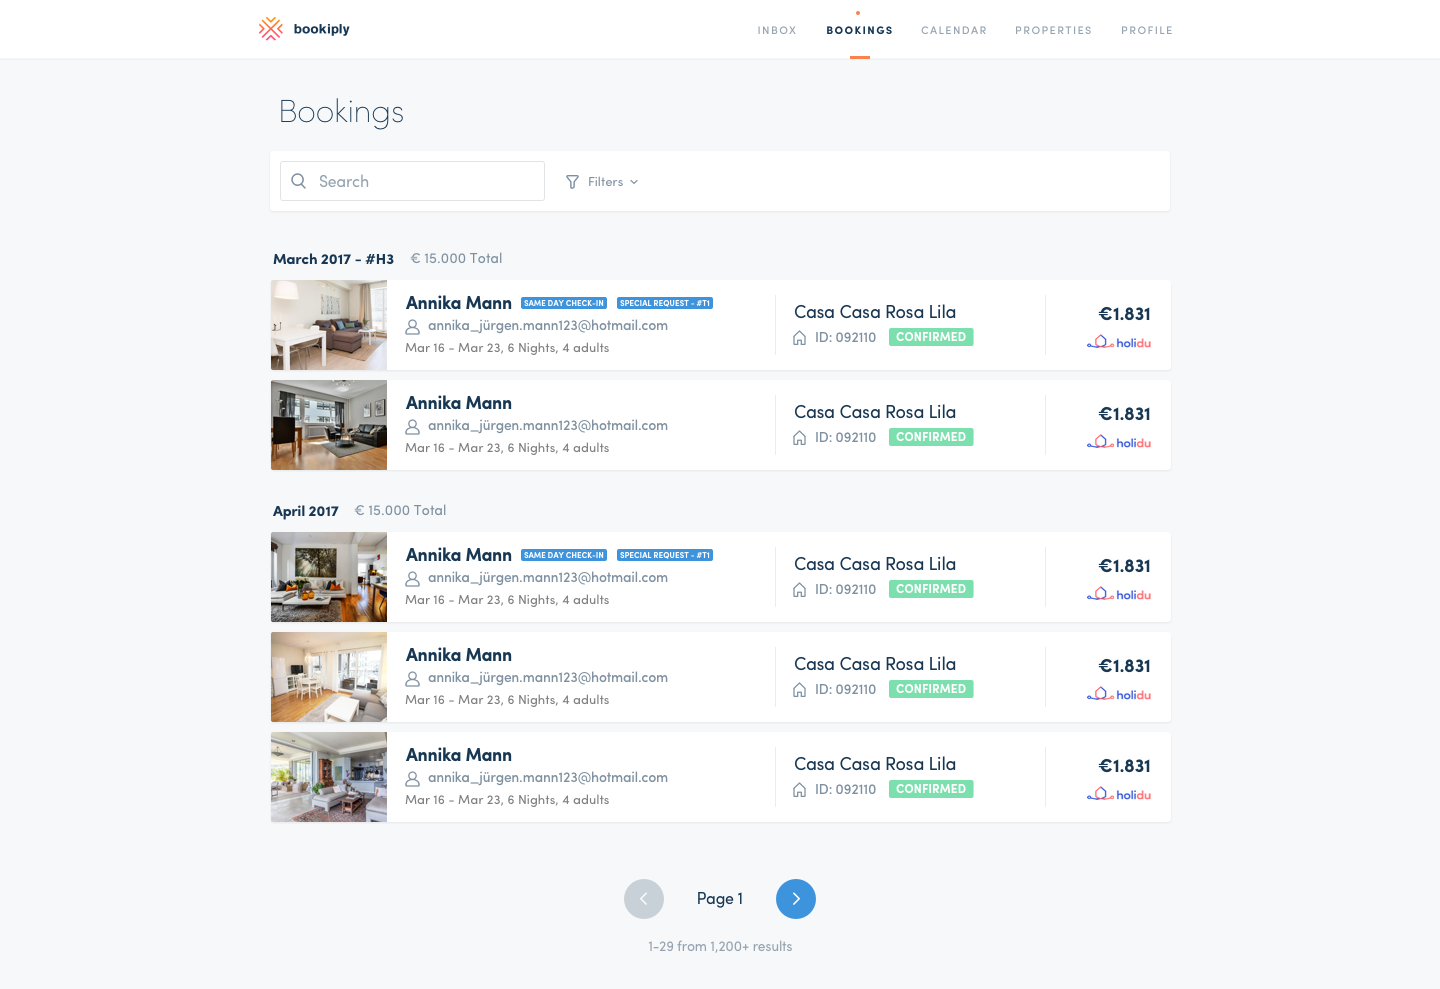 bookiply
INBOX BOOKINGS CALENDAR PROPERTIES PROFILE
Bookings
Search
Filters
March 2017 - #H3 € 15.000 Total
Annika Mann SAME DAY CHECK-IN SPECIAL REQUEST - #T1
annika_jürgen.mann123@hotmail.com
Mar 16 - Mar 23, 6 Nights, 4 adults
Casa Casa Rosa Lila
ID: 092110 CONFIRMED
€1.831
holidu
Annika Mann
annika_jürgen.mann123@hotmail.com
Mar 16 - Mar 23, 6 Nights, 4 adults
Casa Casa Rosa Lila
ID: 092110 CONFIRMED
€1.831
holidu
April 2017 € 15.000 Total
Annika Mann SAME DAY CHECK-IN SPECIAL REQUEST - #T1
annika_jürgen.mann123@hotmail.com
Mar 16 - Mar 23, 6 Nights, 4 adults
Casa Casa Rosa Lila
ID: 092110 CONFIRMED
€1.831
holidu
Annika Mann
annika_jürgen.mann123@hotmail.com
Mar 16 - Mar 23, 6 Nights, 4 adults
Casa Casa Rosa Lila
ID: 092110 CONFIRMED
€1.831
holidu
Annika Mann
annika_jürgen.mann123@hotmail.com
Mar 16 - Mar 23, 6 Nights, 4 adults
Casa Casa Rosa Lila
ID: 092110 CONFIRMED
€1.831
holidu
Page 1
1-29 from 1,200+ results